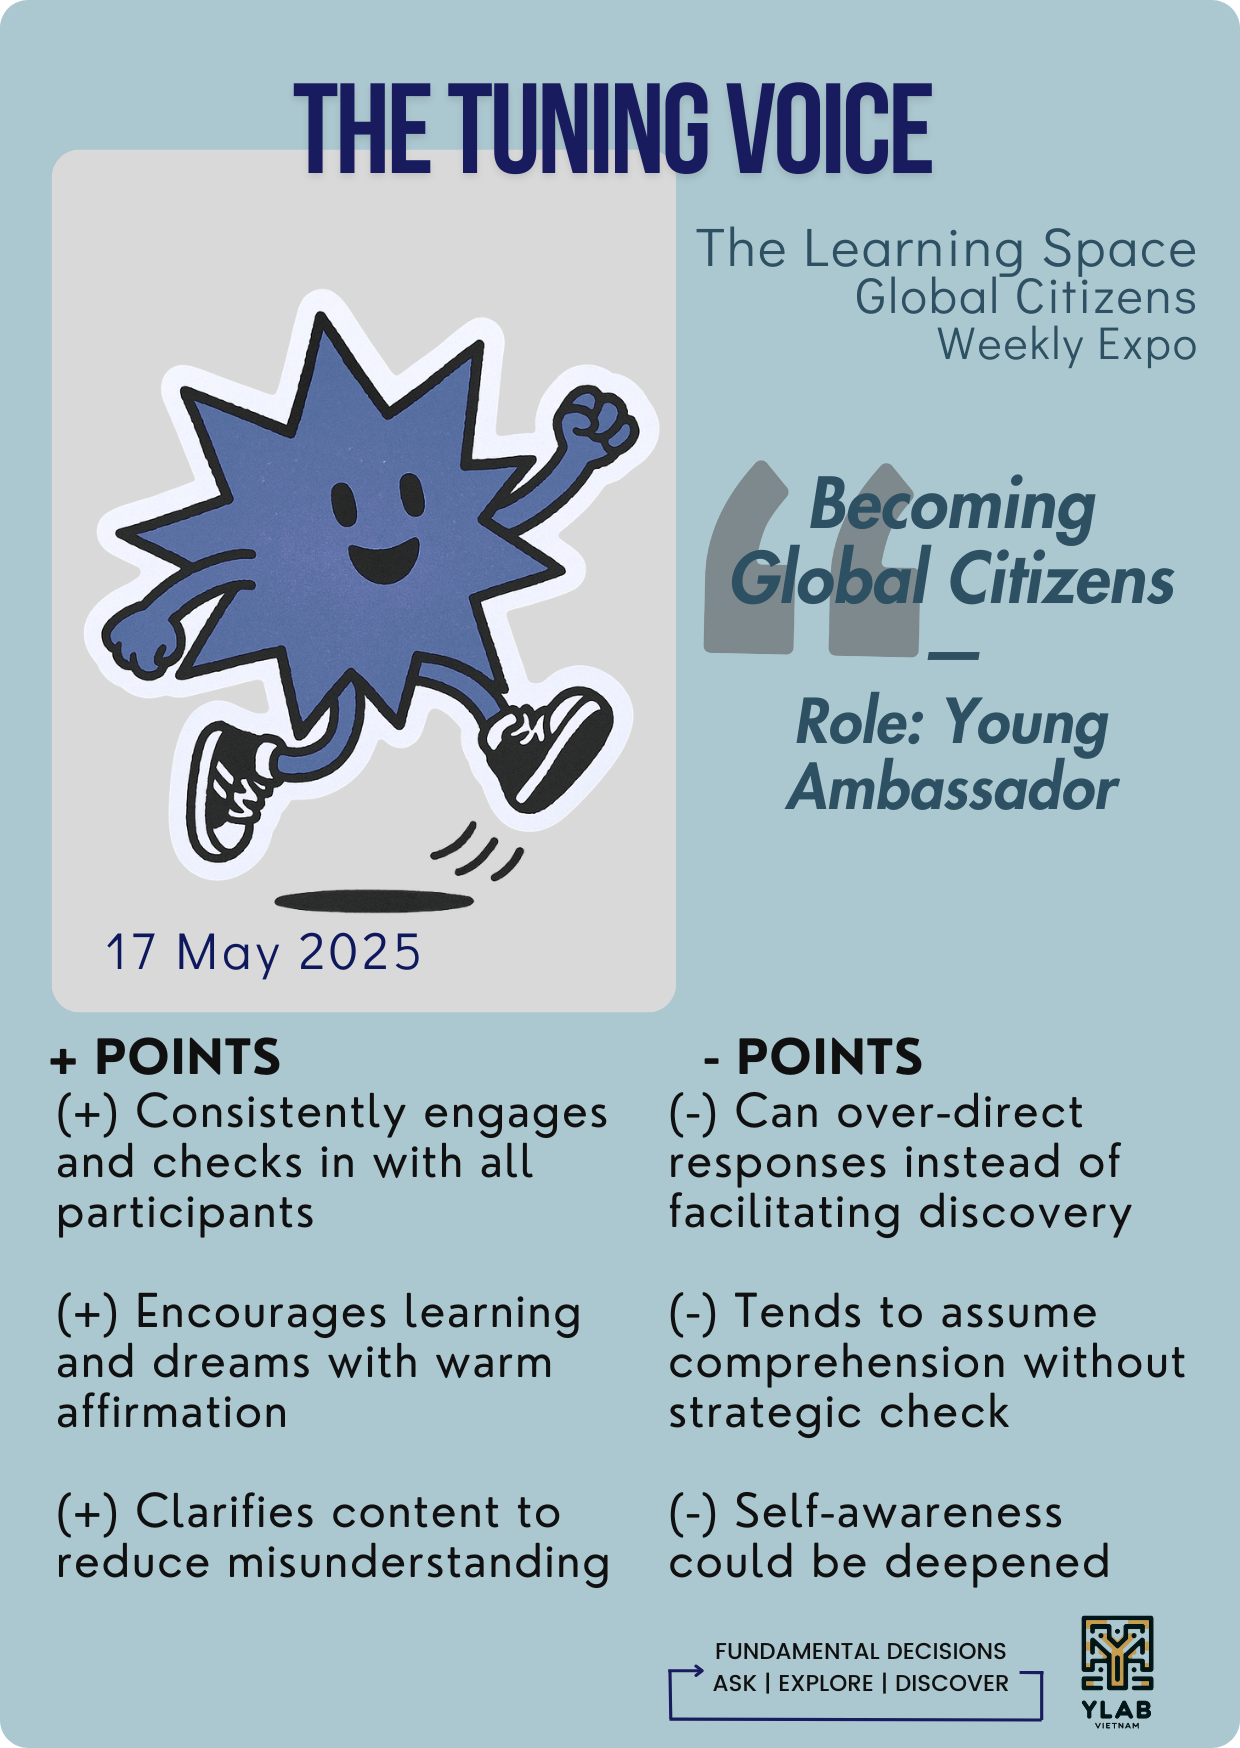 THE TUNING VOICE
The Learning Space
Global Citizens
Weekly Expo
Becoming
Global Citizens
—
Role: Young
Ambassador
17 May 2025
+ POINTS
(+) Consistently engages
and checks in with all
participants
(+) Encourages learning
and dreams with warm
affirmation
(+) Clarifies content to
reduce misunderstanding
- POINTS
(-) Can over-direct
responses instead of
facilitating discovery
(-) Tends to assume
comprehension without
strategic check
(-) Self-awareness
could be deepened
FUNDAMENTAL DECISIONS
ASK | EXPLORE | DISCOVER
YLAB
VIETNAM